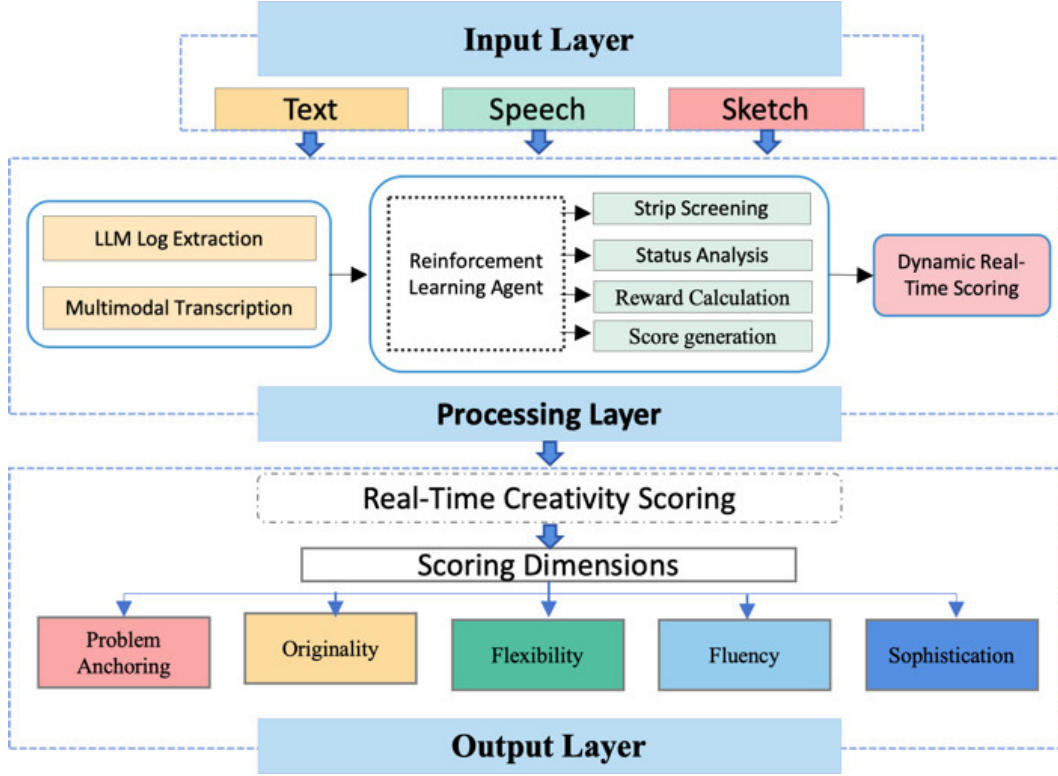 Input Layer
Text
Speech
Sketch
LLM Log Extraction
Multimodal Transcription
Reinforcement
Learning Agent
Strip Screening
Status Analysis
Reward Calculation
Score generation
Dynamic Real-
Time Scoring
Processing Layer
Real-Time Creativity Scoring
Scoring Dimensions
Problem
Anchoring
Originality
Flexibility
Fluency
Sophistication
Output Layer